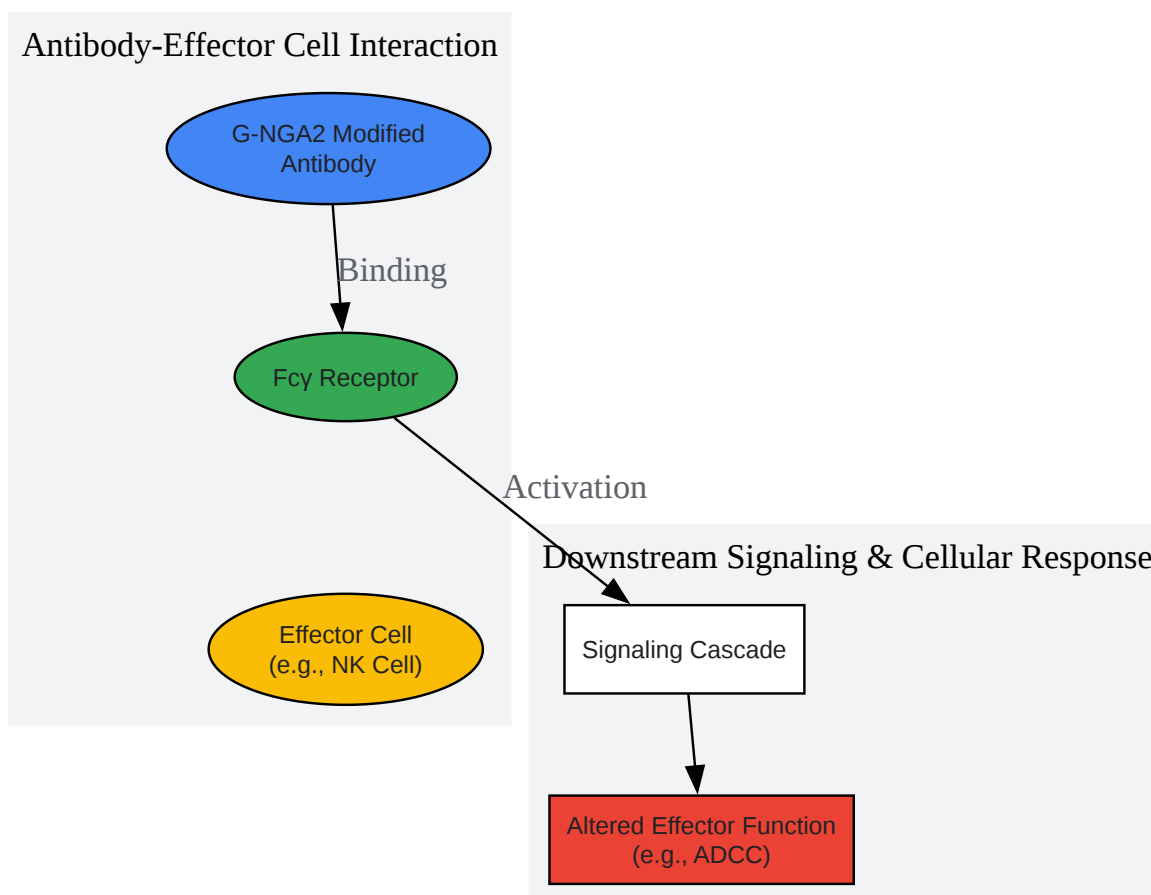 Antibody-Effector Cell Interaction
G-NGA2 Modified
Antibody
Binding
Fcγ Receptor
Activation
Downstream Signaling & Cellular Response
Effector Cell
(e.g., NK Cell)
Signaling Cascade
Altered Effector Function
(e.g., ADCC)